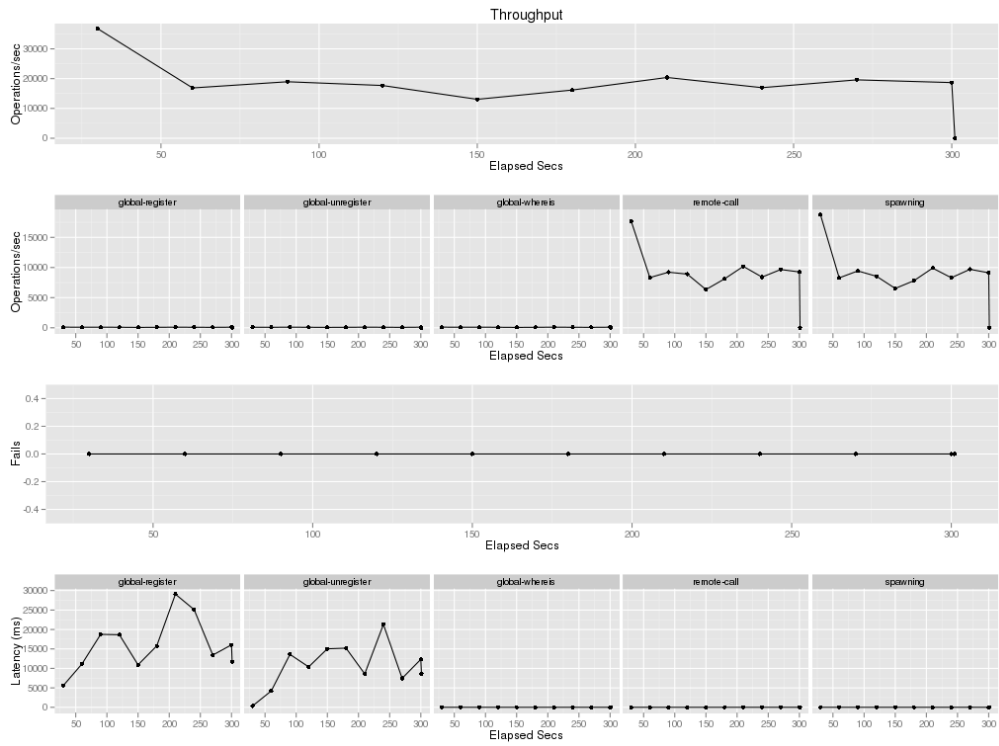 Throughput
Operations/sec
30000
20000
10000
0
50 100 150 200 250 300
Elapsed Secs
global-register global-unregister global-whereis remote-call spawning
Operations/sec
15000
10000
5000
0
50 100 150 200 250 300 50 100 150 200 250 300 50 100 150 200 250 300 50 100 150 200 250 300 50 100 150 200 250 300
Elapsed Secs
Fails
0.4
0.2
0.0
-0.2
-0.4
50 100 150 200 250 300
Elapsed Secs
global-register global-unregister global-whereis remote-call spawning
Latency (ms)
30000
25000
20000
15000
10000
5000
0
50 100 150 200 250 300 50 100 150 200 250 300 50 100 150 200 250 300 50 100 150 200 250 300 50 100 150 200 250 300
Elapsed Secs